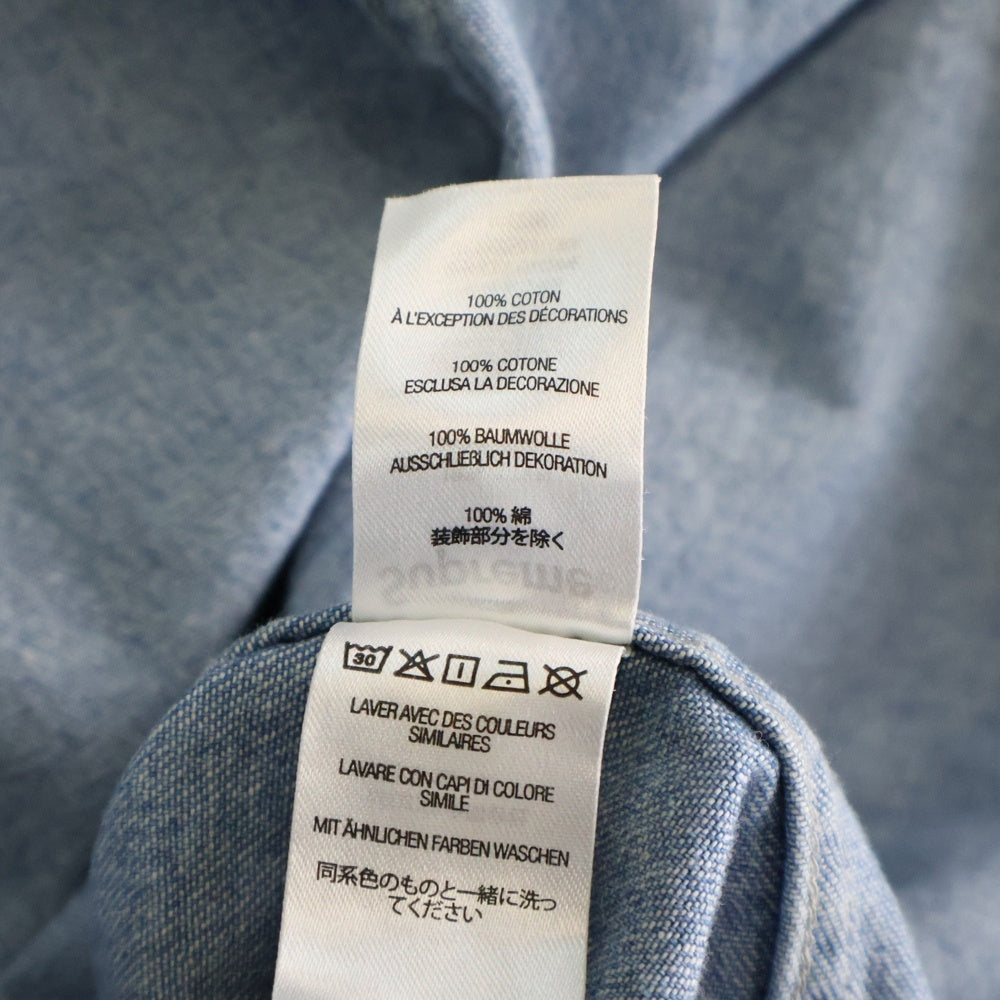 100% COTON
À L'EXCEPTION DES DÉCORATIONS
100% COTONE
ESCLUSA LA DECORAZIONE
100% BAUMWOLLE
AUSSCHLIEßLICH DEKORATION
100% 綿
装飾部分を除く
Supreme
30
LAVER AVEC DES COULEURS
SIMILAIRES
LAVARE CON CAPI DI COLORE
SIMILE
MIT ÄHNLICHEN FARBEN WASCHEN
同系色のものと一緒に洗っ
てください